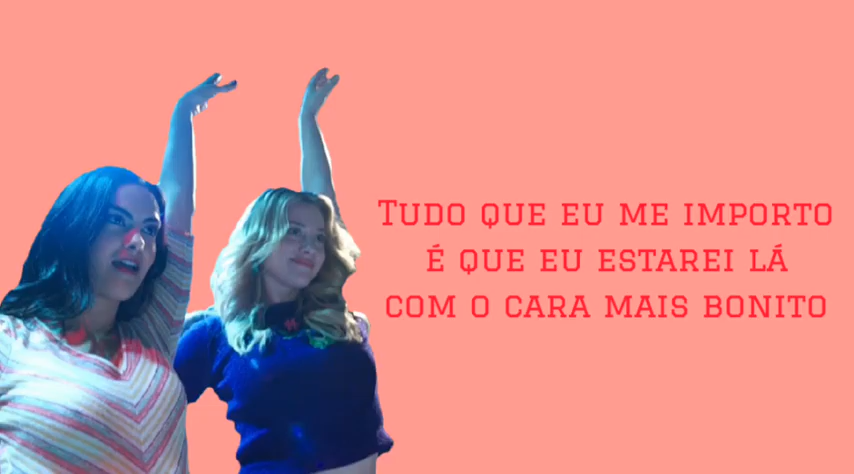 Tudo que eu me importo
é que eu estarei lá
com o cara mais bonito